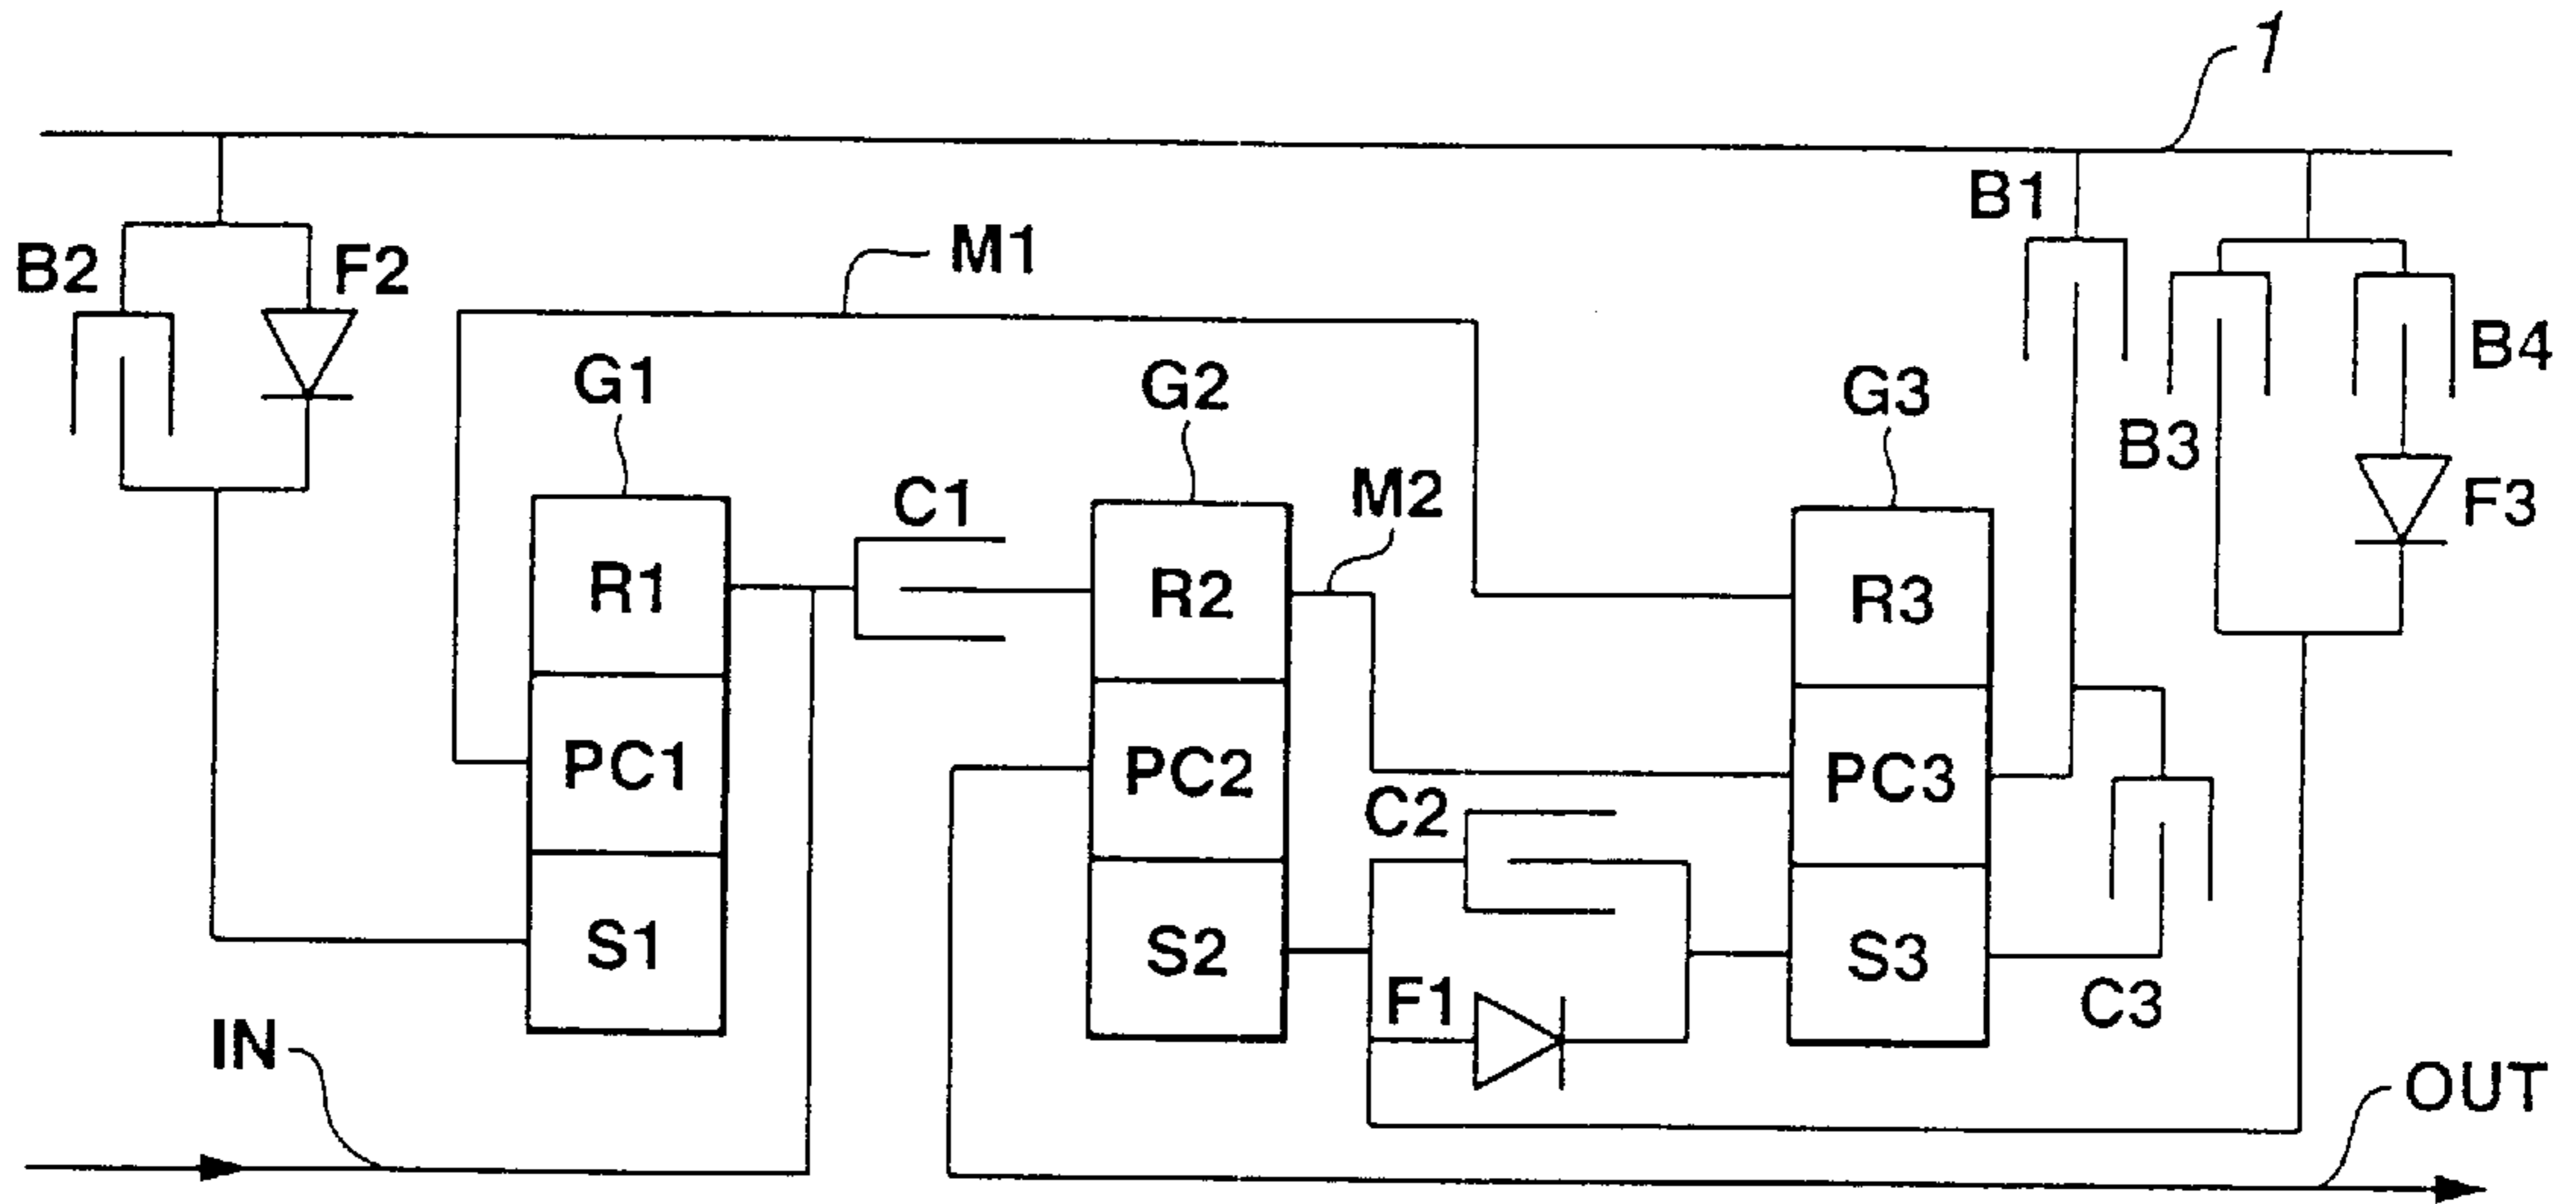 1
B1
B2
F2
M1
B4
G1
G2
G3
B3
C1
M2
F3
R1
R2
R3
PC1
PC2
PC3
C2
S1
S2
S3
F1
C3
IN
OUT